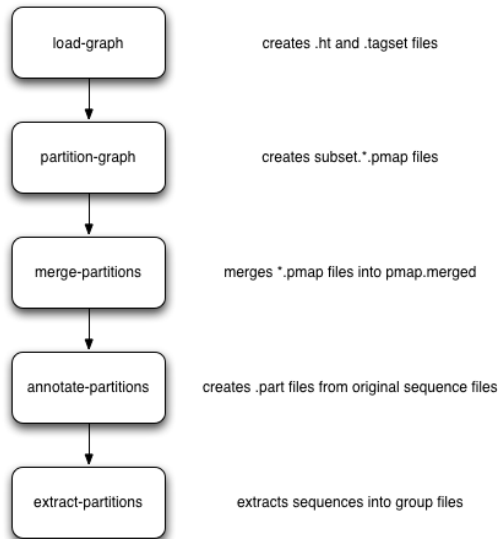 load-graph creates .ht and .tagset files
partition-graph creates subset.*.pmap files
merge-partitions merges *.pmap files into pmap.merged
annotate-partitions creates .part files from original sequence files
extract-partitions extracts sequences into group files